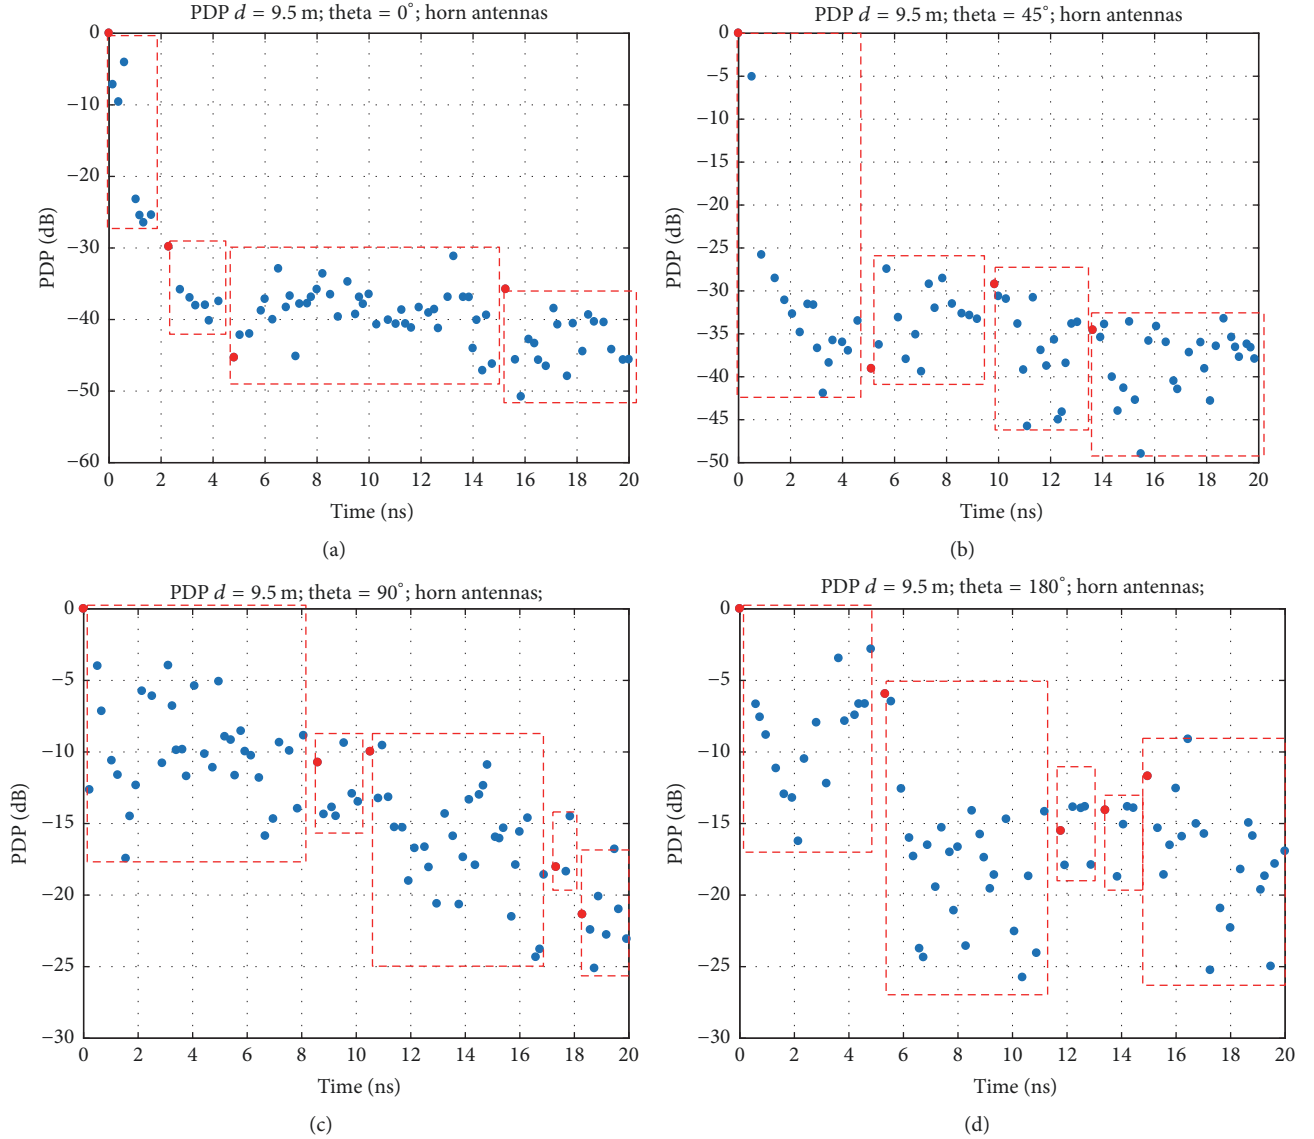 PDP d = 9.5 m; theta = 0°; horn antennas
0
−10
−20
−30
−40
−50
−60
PDP (dB)
0 2 4 6 8 10 12 14 16 18 20
Time (ns)
(a)
PDP d = 9.5 m; theta = 45°; horn antennas
0
−5
−10
−15
−20
−25
−30
−35
−40
−45
−50
PDP (dB)
0 2 4 6 8 10 12 14 16 18 20
Time (ns)
(b)
PDP d = 9.5 m; theta = 90°; horn antennas;
0
−5
−10
−15
−20
−25
−30
PDP (dB)
0 2 4 6 8 10 12 14 16 18 20
Time (ns)
(c)
PDP d = 9.5 m; theta = 180°; horn antennas;
0
−5
−10
−15
−20
−25
−30
PDP (dB)
0 2 4 6 8 10 12 14 16 18 20
Time (ns)
(d)